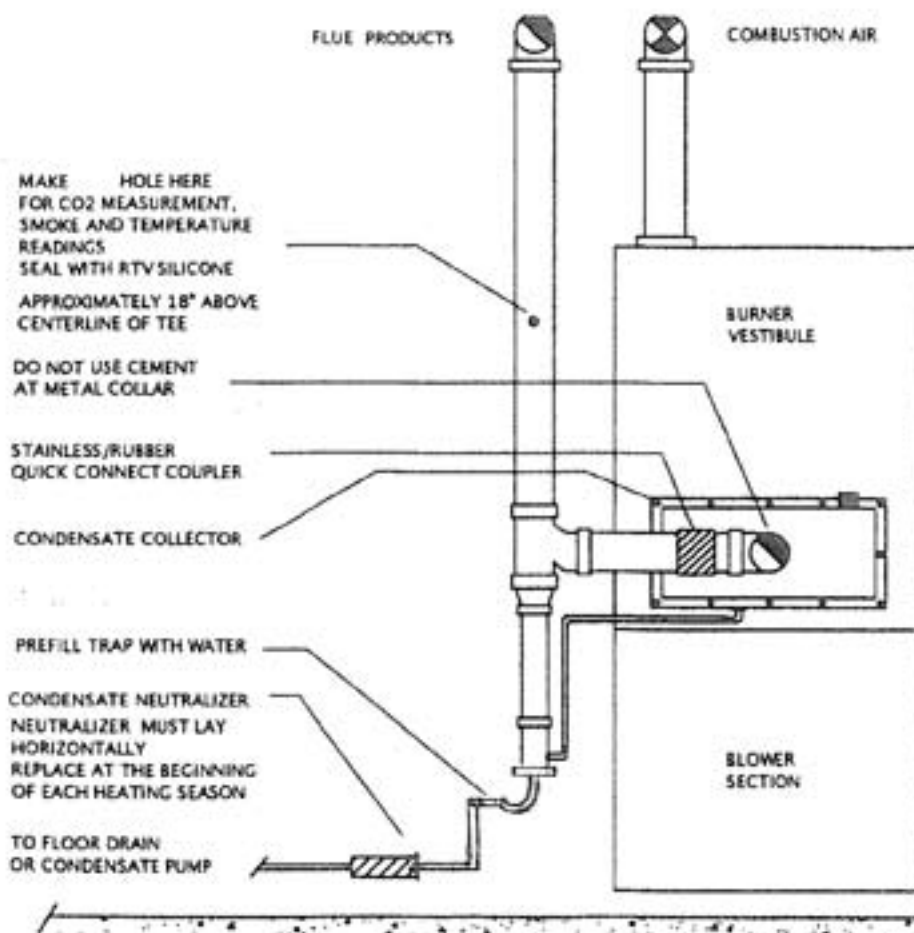 FLUE PRODUCTS
COMBUSTION AIR
MAKE HOLE HERE
FOR CO2 MEASUREMENT,
SMOKE AND TEMPERATURE
READINGS
SEAL WITH RTV SILICONE
APPROXIMATELY 18" ABOVE
CENTERLINE OF TEE
BURNER
VESTIBULE
DO NOT USE CEMENT
AT METAL COLLAR
STAINLESS/RUBBER
QUICK CONNECT COUPLER
CONDENSATE COLLECTOR
PREFILL TRAP WITH WATER
CONDENSATE NEUTRALIZER
NEUTRALIZER MUST LAY
HORIZONTALLY
REPLACE AT THE BEGINNING
OF EACH HEATING SEASON
BLOWER
SECTION
TO FLOOR DRAIN
OR CONDENSATE PUMP